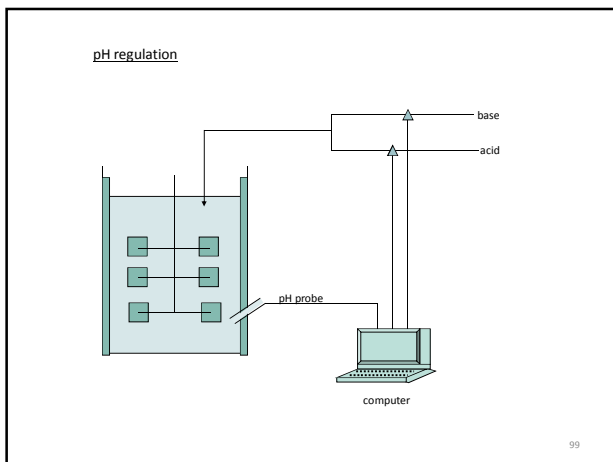 pH regulation
base
acid
pH probe
computer
99